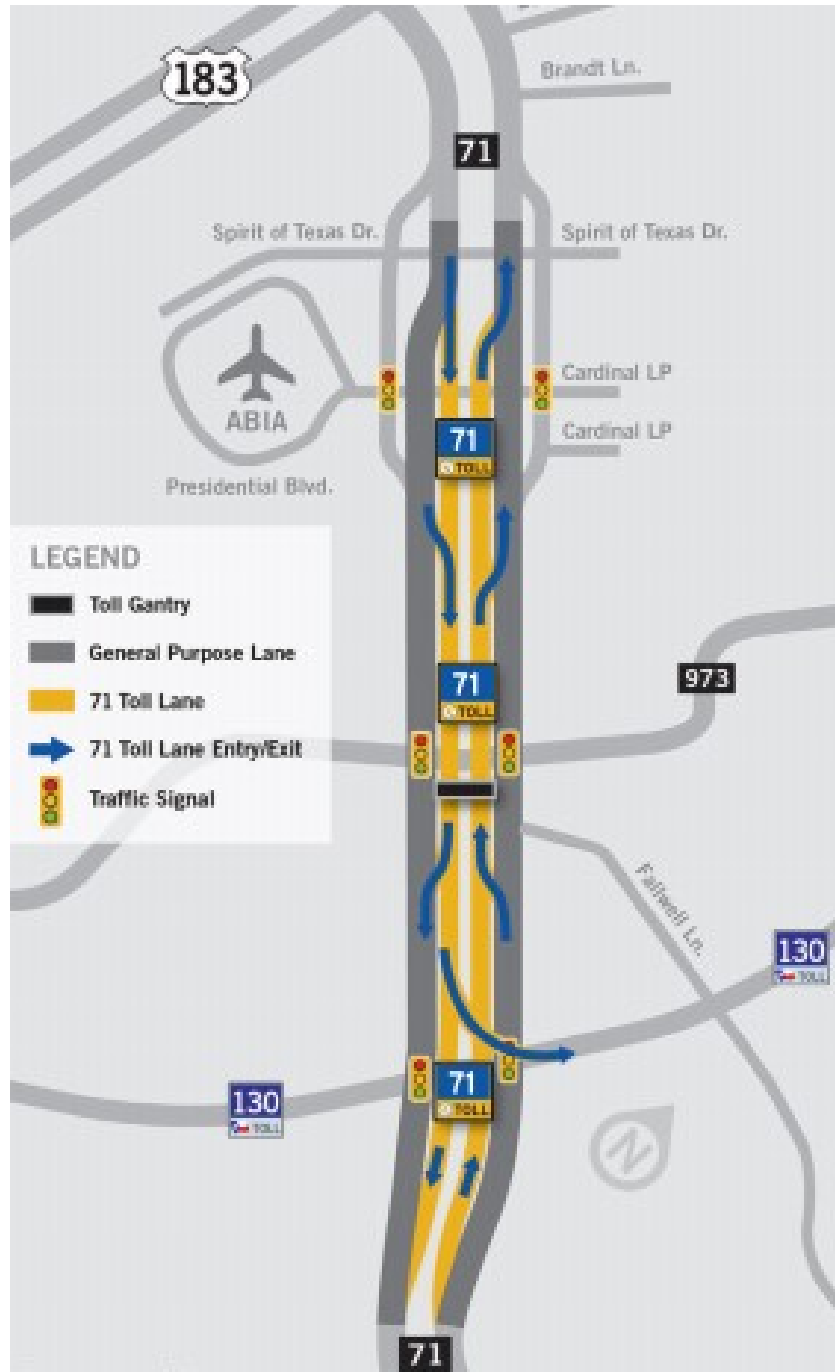 183
Brandt Ln.
71
Spirit of Texas Dr.
Spirit of Texas Dr.
Cardinal LP
ABIA
71
TOLL
Cardinal LP
Presidential Blvd.
LEGEND
Toll Gantry
General Purpose Lane
71 Toll Lane
71 Toll Lane Entry/Exit
Traffic Signal
71
TOLL
973
Fallwell Ln.
130
TOLL
71
TOLL
130
TOLL
N
71